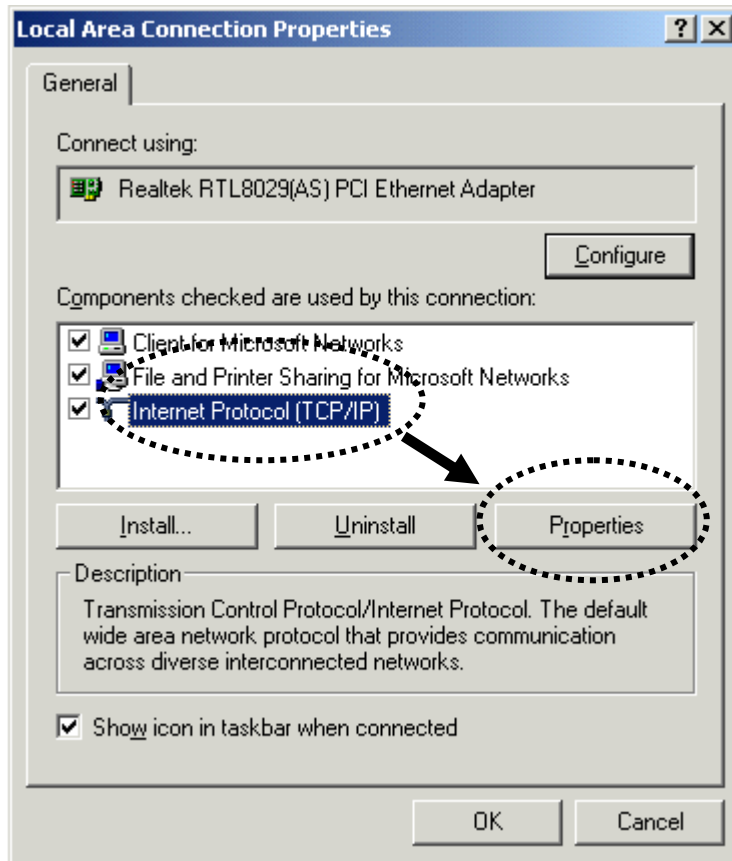 Local Area Connection Properties
General
Connect using:
Realtek RTL8029(AS) PCI Ethernet Adapter
Configure
Components checked are used by this connection:
Client for Microsoft Networks
File and Printer Sharing for Microsoft Networks
Internet Protocol (TCP/IP)
Install... Uninstall Properties
Description
Transmission Control Protocol/Internet Protocol. The default
wide area network protocol that provides communication
across diverse interconnected networks.
Show icon in taskbar when connected
OK Cancel